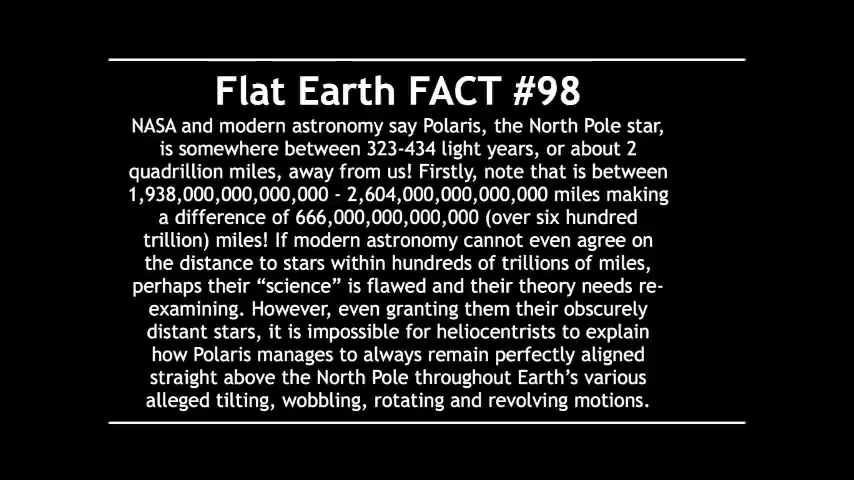 Flat Earth FACT #98
NASA and modern astronomy say Polaris, the North Pole star,
is somewhere between 323-434 light years, or about 2
quadrillion miles, away from us! Firstly, note that is between
1,938,000,000,000,000 - 2,604,000,000,000,000 miles making
a difference of 666,000,000,000,000 (over six hundred
trillion) miles! If modern astronomy cannot even agree on
the distance to stars within hundreds of trillions of miles,
perhaps their “science” is flawed and their theory needs re-
examining. However, even granting them their obscurely
distant stars, it is impossible for heliocentrists to explain
how Polaris manages to always remain perfectly aligned
straight above the North Pole throughout Earth’s various
alleged tilting, wobbling, rotating and revolving motions.